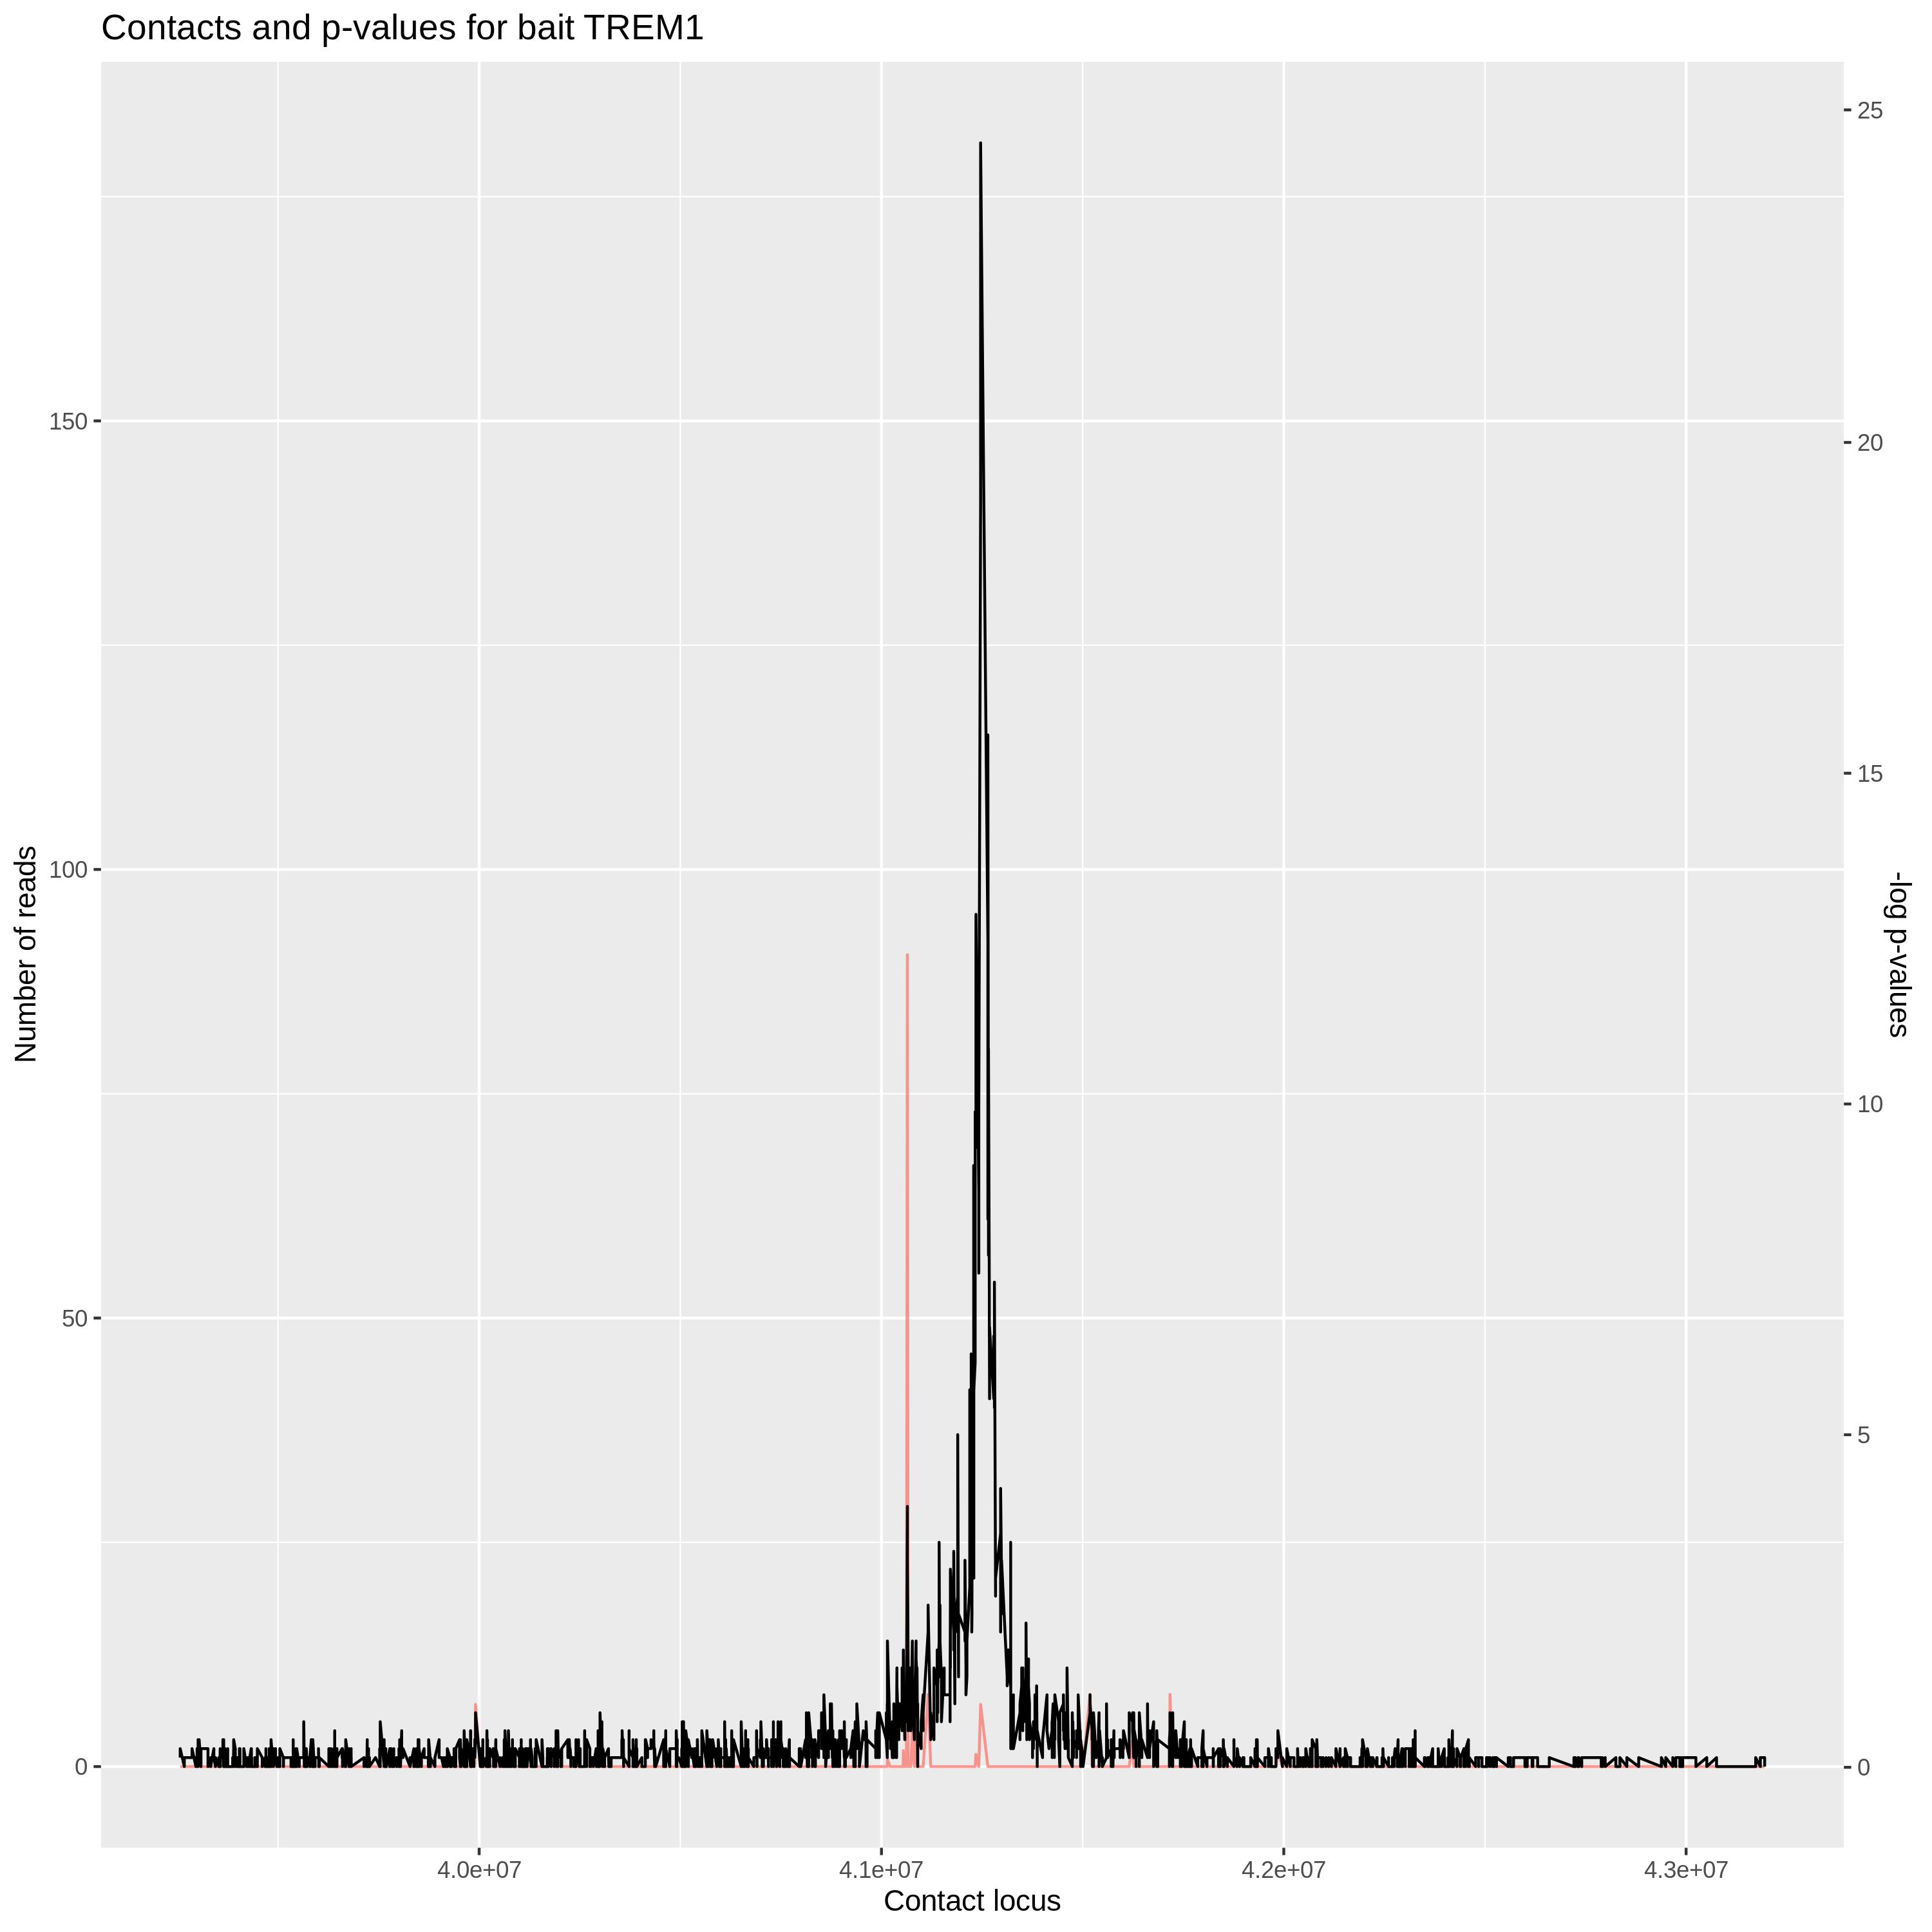 Contacts and p-values for bait TREM1
Number of reads
150
100
50
0
25
20
15
10
5
0
-log p-values
4.0e+07
4.1e+07
4.2e+07
4.3e+07
Contact locus